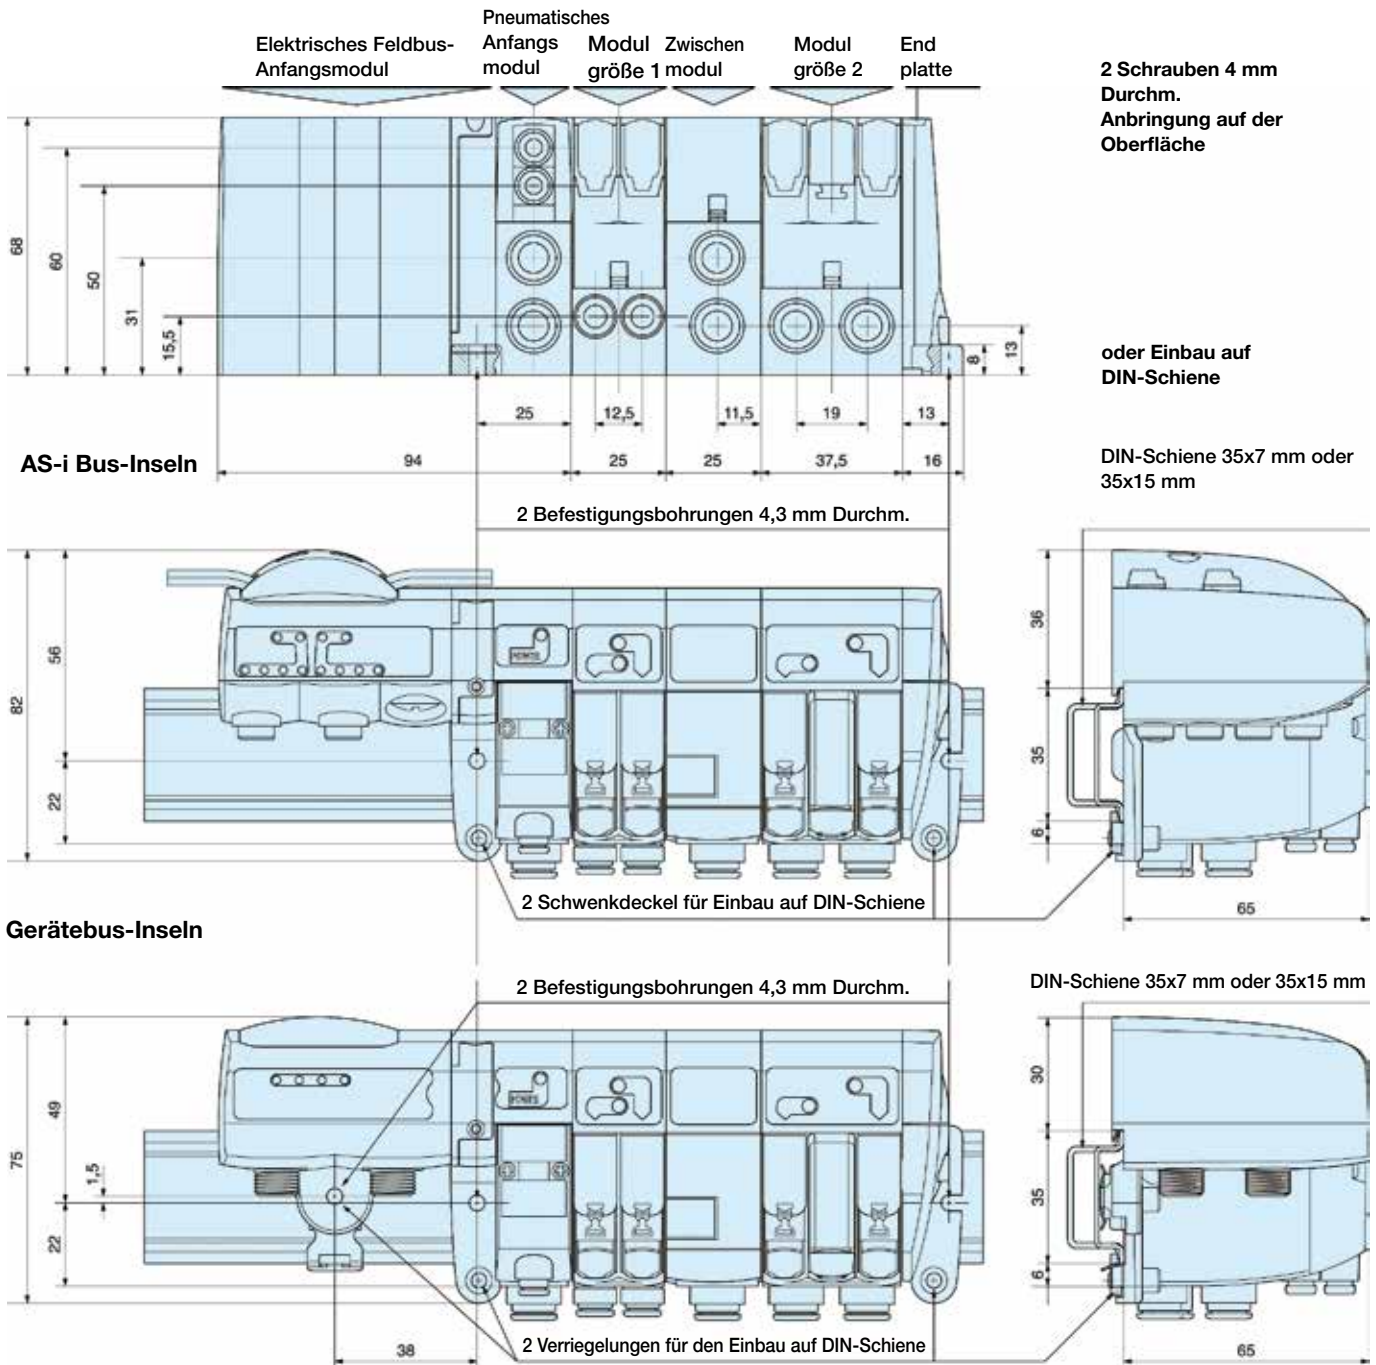 Elektrisches Feldbus-
Anfangsmodul
Pneumatisches
Anfangs
modul
Modul
größe 1
Zwischen
modul
Modul
größe 2
End
platte
2 Schrauben 4 mm
Durchm.
Anbringung auf der
Oberfläche
68
60
50
31
15,5
8
13
oder Einbau auf
DIN-Schiene
25
12,5
11,5
19
13
94
25
25
37,5
16
AS-i Bus-Inseln
DIN-Schiene 35x7 mm oder
35x15 mm
2 Befestigungsbohrungen 4,3 mm Durchm.
82
56
22
36
35
6
65
2 Schwenkdeckel für Einbau auf DIN-Schiene
Gerätebus-Inseln
2 Befestigungsbohrungen 4,3 mm Durchm.
DIN-Schiene 35x7 mm oder 35x15 mm
75
49
1,5
22
30
35
6
38
65
2 Verriegelungen für den Einbau auf DIN-Schiene